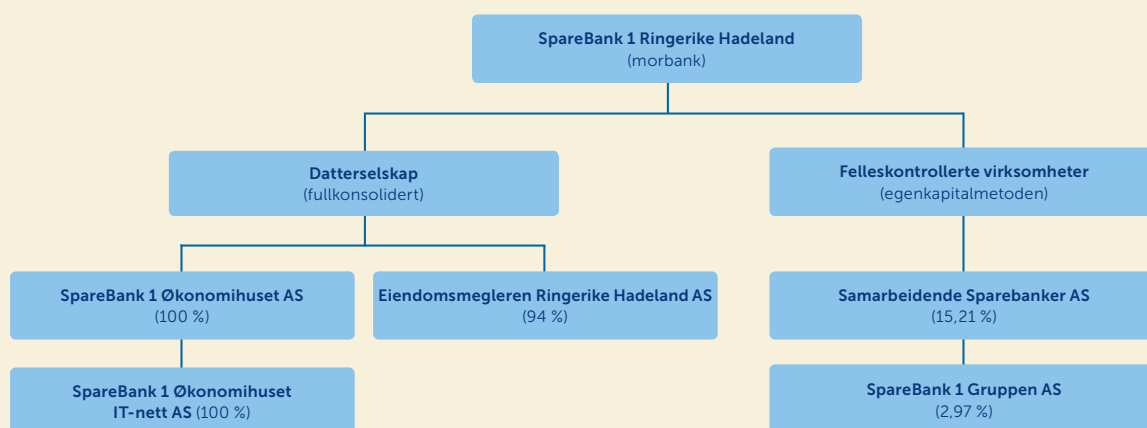 SpareBank 1 Ringerike Hadeland
(morbank)
Datterselskap
(fullkonsolidert)
Felleskontrollerte virksomheter
(egenkapitalmetoden)
SpareBank 1 Økonomihuset AS
(100 %)
Eiendomsmegleren Ringerike Hadeland AS
(94 %)
Samarbeidende Sparebanker AS
(15,21 %)
SpareBank 1 Økonomihuset
IT-nett AS (100 %)
SpareBank 1 Gruppen AS
(2,97 %)